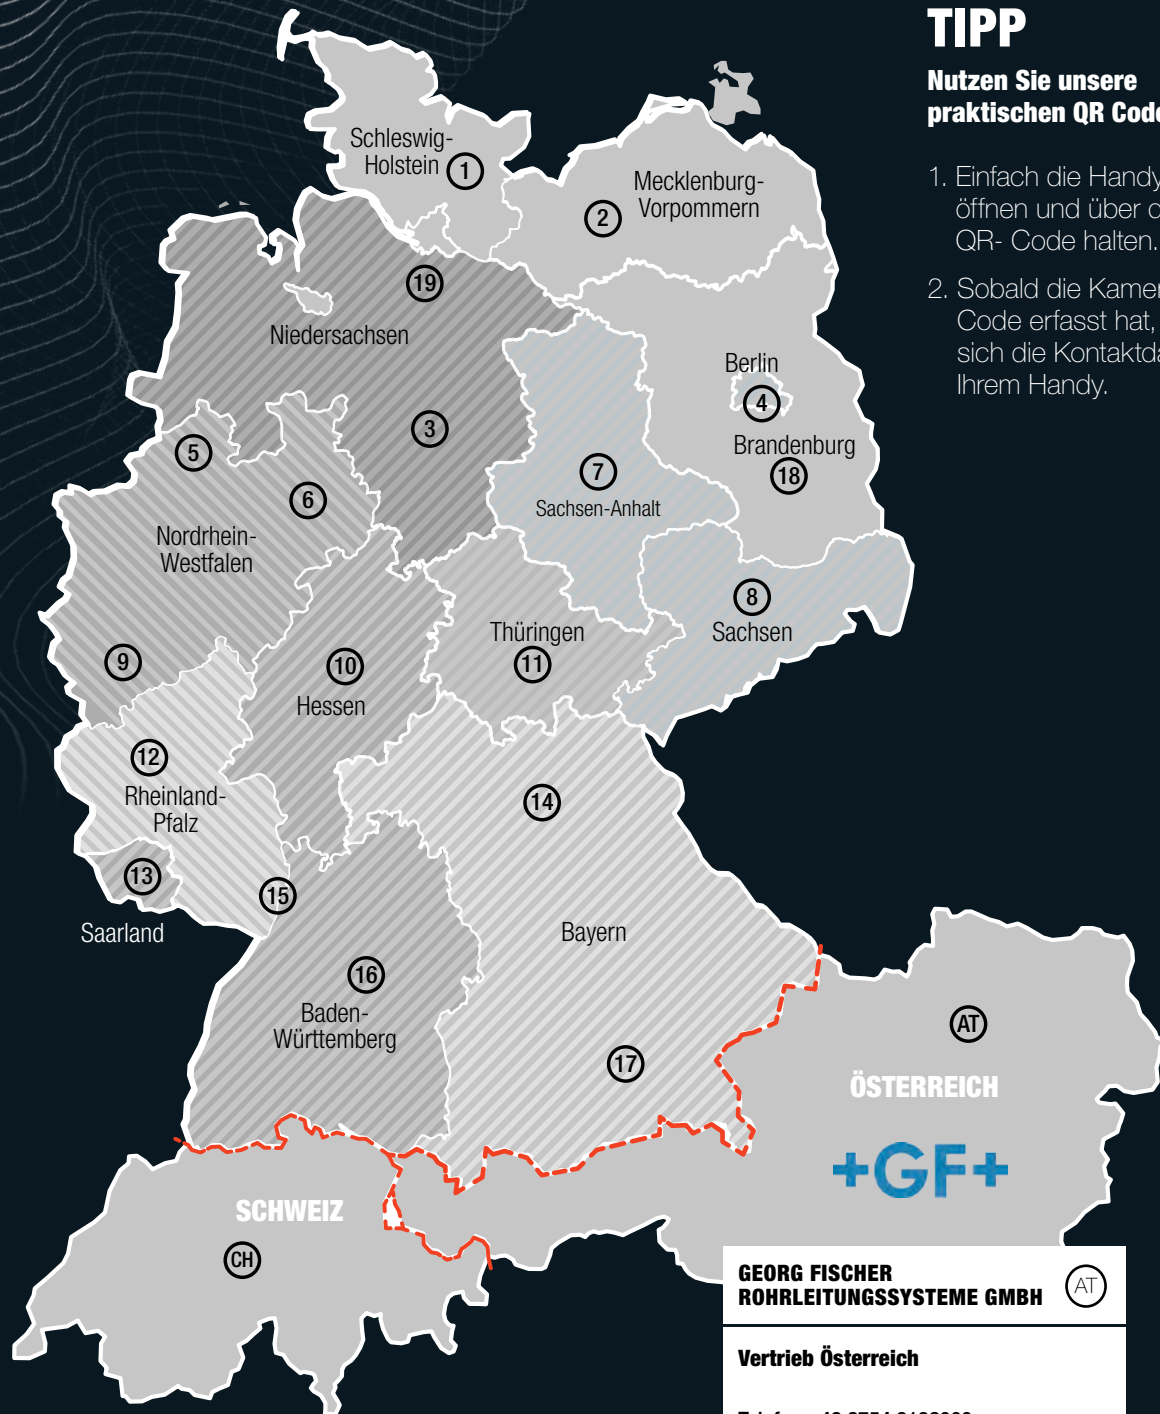 TIPP
Nutzen Sie unsere
praktischen QR
1. Einfach die Handy
öffnen und über
QR- Code halten.
2. Sobald die
Code erfasst hat,
sich die
Ihrem Handy.
Schleswig-
Holstein 1
Mecklenburg-
Vorpommern
2
19
Niedersachsen
Berlin
4
3
Brandenburg
18
5
7
6
Sachsen-Anhalt
Nordrhein-
Westfalen
8
Sachsen
Thüringen
11
9
10
Hessen
12
Rheinland-
Pfalz
14
13
15
Saarland
Bayern
16
Baden-
Württemberg
17
AT
ÖSTERREICH
+GF+
SCHWEIZ
CH
GEORG FISCHER
ROHRLEITUNGSSYSTEME GMBH AT
Vertrieb Österreich